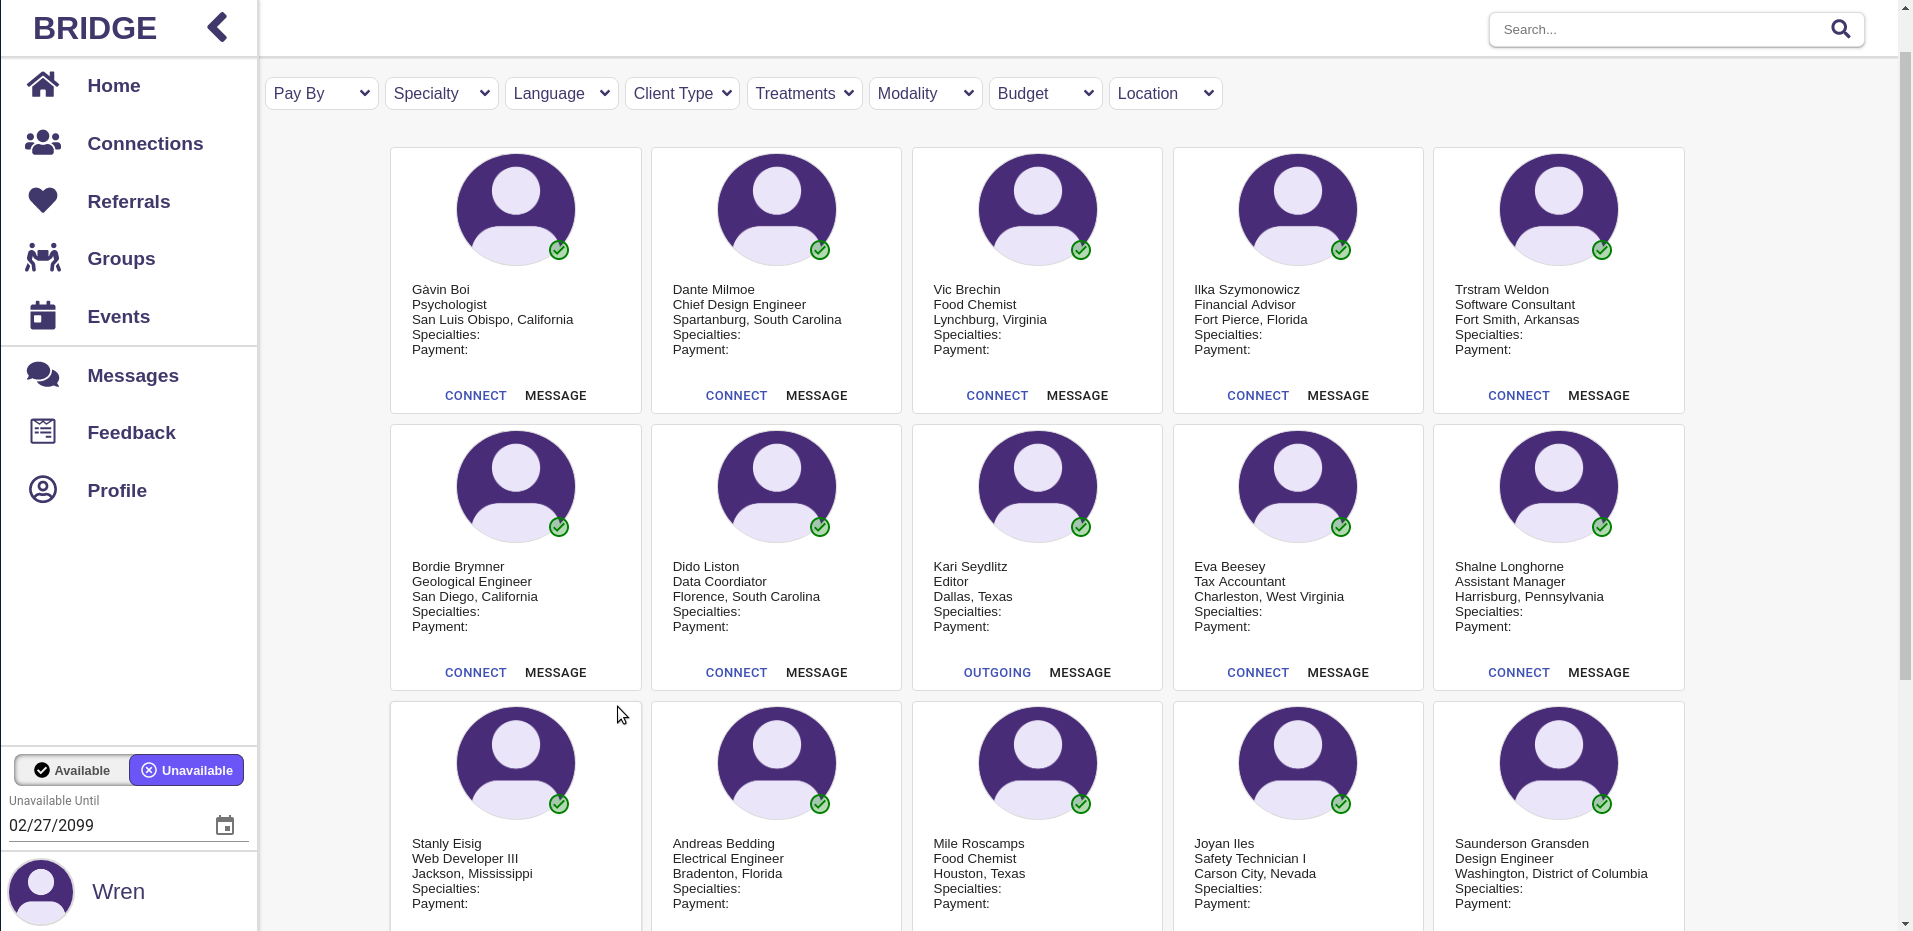 BRIDGE
Search...
Home
Connections
Referrals
Groups
Events
Messages
Feedback
Profile
Available
Unavailable
Unavailable Until
02/27/2099
Wren
Pay By
Specialty
Language
Client Type
Treatments
Modality
Budget
Location
Gàvin Boi
Psychologist
San Luis Obispo, California
Specialties:
Payment:
CONNECT MESSAGE
Dante Milmoe
Chief Design Engineer
Spartanburg, South Carolina
Specialties:
Payment:
CONNECT MESSAGE
Vic Brechin
Food Chemist
Lynchburg, Virginia
Specialties:
Payment:
CONNECT MESSAGE
Ilka Szymonowicz
Financial Advisor
Fort Pierce, Florida
Specialties:
Payment:
CONNECT MESSAGE
Trstram Weldon
Software Consultant
Fort Smith, Arkansas
Specialties:
Payment:
CONNECT MESSAGE
Bordie Brymner
Geological Engineer
San Diego, California
Specialties:
Payment:
CONNECT MESSAGE
Dido Liston
Data Coordiator
Florence, South Carolina
Specialties:
Payment:
CONNECT MESSAGE
Kari Seydlitz
Editor
Dallas, Texas
Specialties:
Payment:
OUTGOING MESSAGE
Eva Beesey
Tax Accountant
Charleston, West Virginia
Specialties:
Payment:
CONNECT MESSAGE
Shalne Longhorne
Assistant Manager
Harrisburg, Pennsylvania
Specialties:
Payment:
CONNECT MESSAGE
Stanly Eisig
Web Developer III
Jackson, Mississippi
Specialties:
Payment:
Andreas Bedding
Electrical Engineer
Bradenton, Florida
Specialties:
Payment:
Mile Roscamps
Food Chemist
Houston, Texas
Specialties:
Payment:
Joyan Iles
Safety Technician I
Carson City, Nevada
Specialties:
Payment:
Saunderson Gransden
Design Engineer
Washington, District of Columbia
Specialties:
Payment: